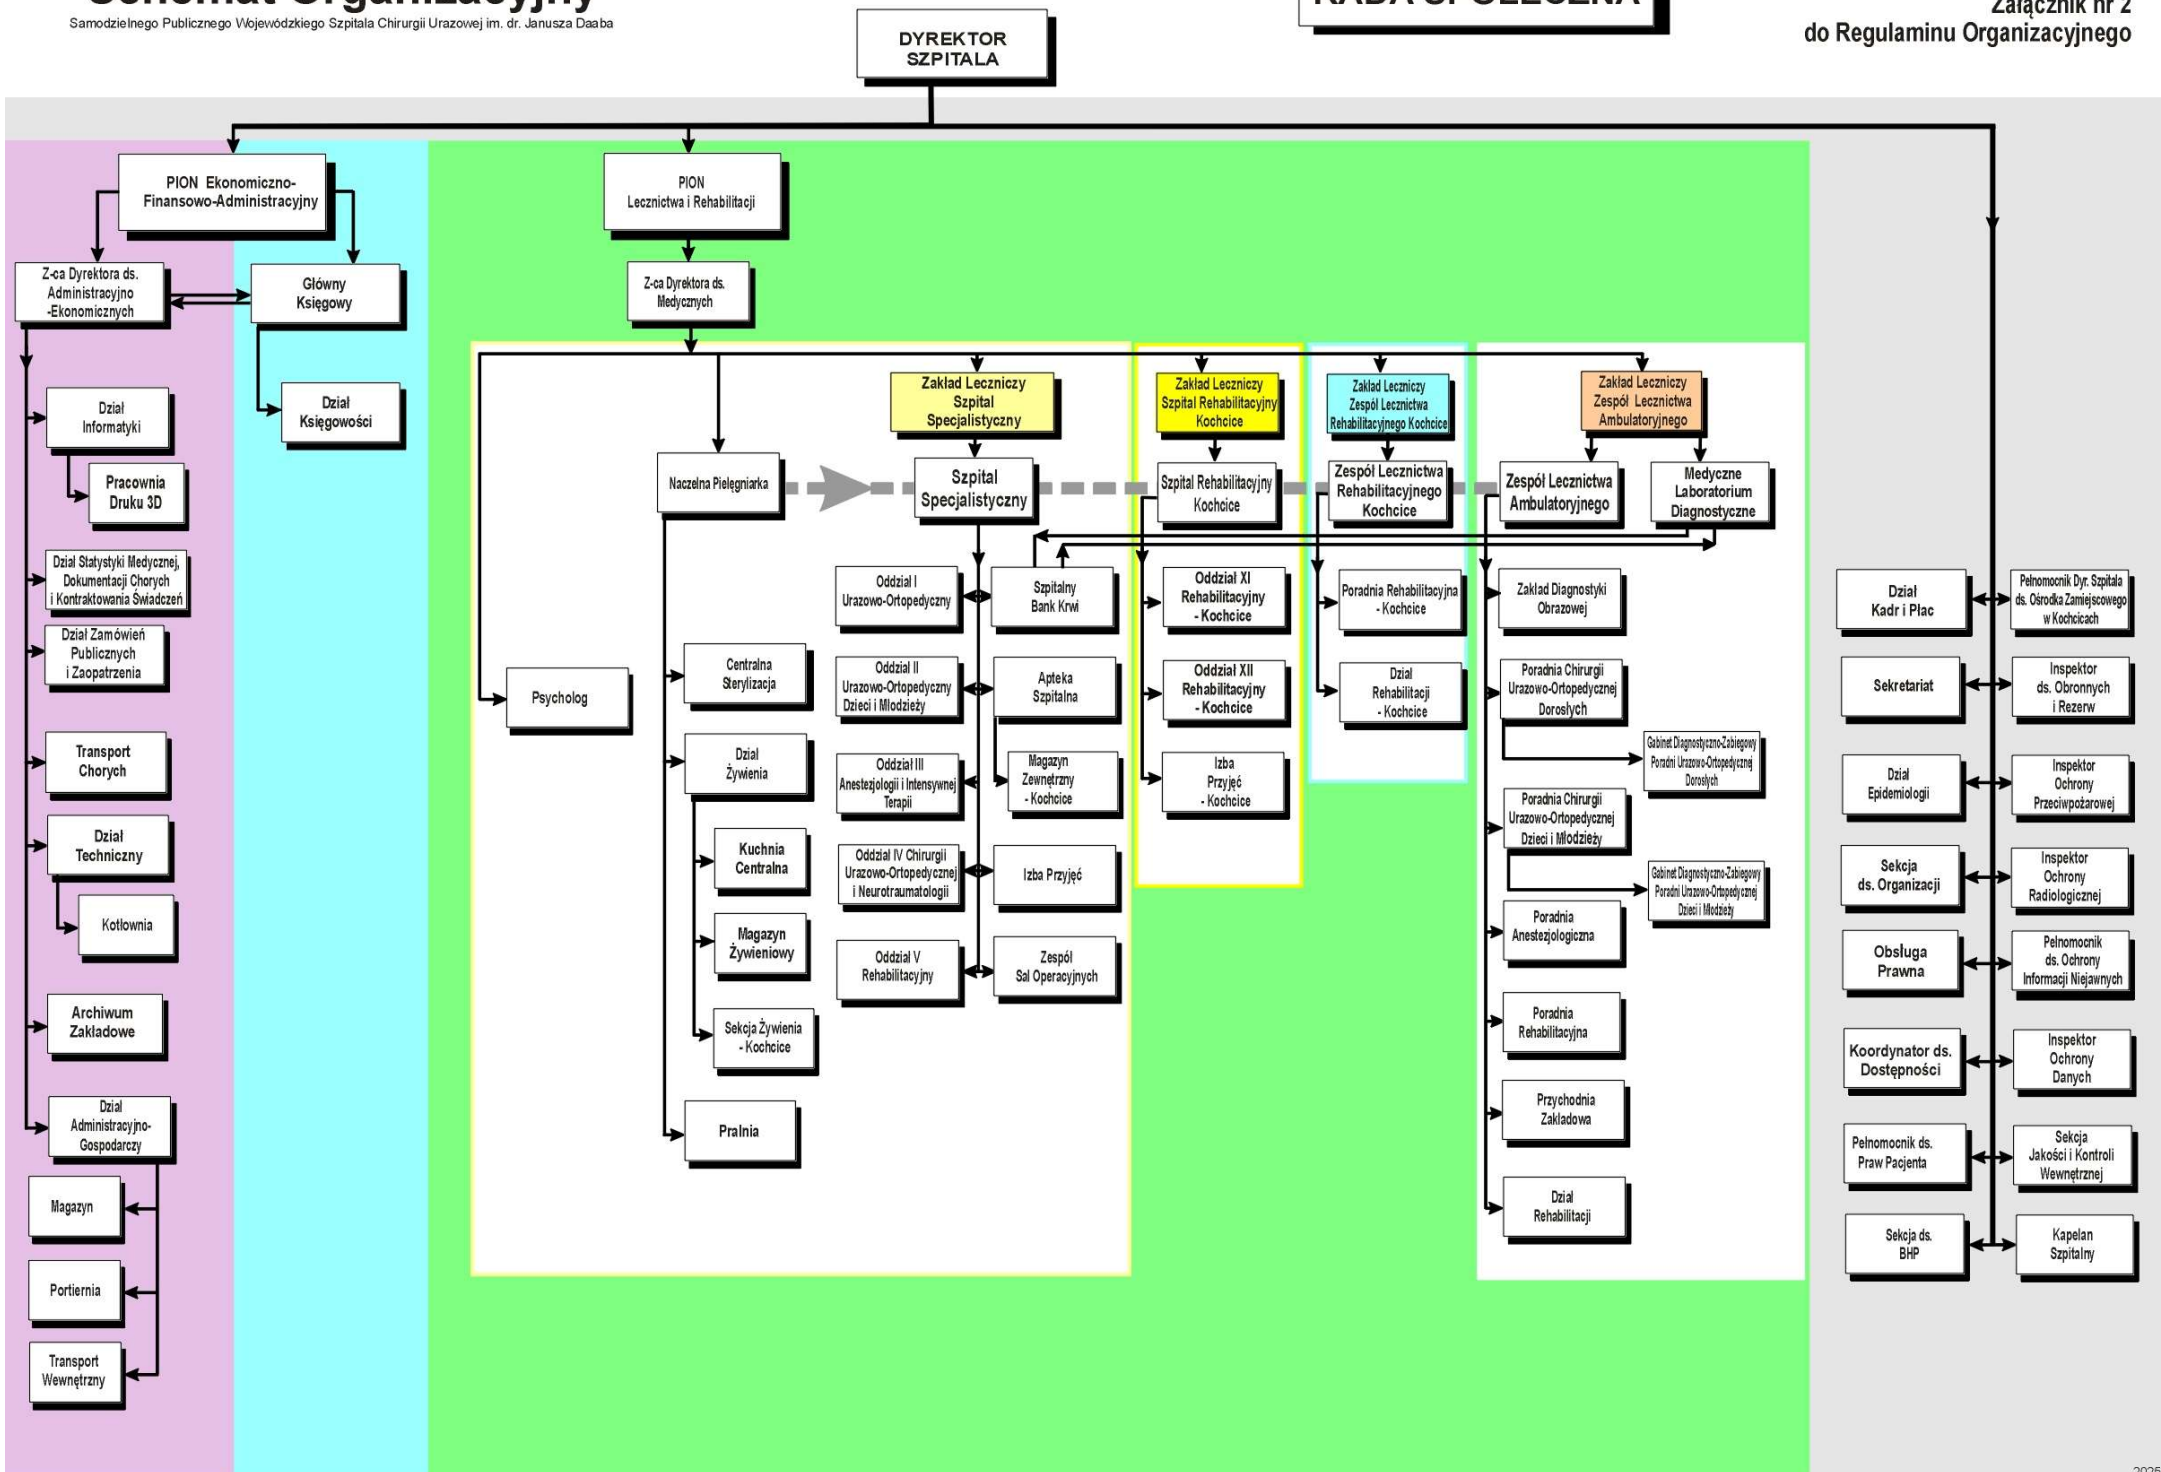 Schemat Organizacyjny
Samodzielnego Publicznego Wojewódzkiego Szpitala Chirurgii Urazowej im. dr. Janusza Daaba
RADA SPOŁECZNA
Załącznik nr 2
do Regulaminu Organizacyjnego
DYREKTOR
SZPITALA
PION Ekonomiczno-
Finansowo-Administracyjny
PION
Lecznictwa i Rehabilitacji
Z-ca Dyrektora ds.
Administracyjno
-Ekonomicznych
Główny
Księgowy
Z-ca Dyrektora ds.
Medycznych
Dział
Informatyki
Pracownia
Druku 3D
Dział Statystyki Medycznej,
Dokumentacji Chorych
i Kontraktowania Świadczeń
Dział Zamówień
Publicznych
i Zaopatrzenia
Transport
Chorych
Dział
Techniczny
Kotłownia
Archiwum
Zakładowe
Dział
Administracyjno-
Gospodarczy
Magazyn
Portiernia
Transport
Wewnętrzny
Dział
Księgowości
Psycholog
Naczelna Pielęgniarka
Centralna
Sterylizacja
Dział
Żywienia
Kuchnia
Centralna
Magazyn
Żywieniowy
Sekcja Żywienia
- Kochcice
Pralnia
Zakład Leczniczy
Szpital
Specjalistyczny
Szpital
Specjalistyczny
Oddział I
Urazowo-Ortopedyczny
Szpitalny
Bank Krwi
Oddział II
Urazowo-Ortopedyczny
Dzieci i Młodzieży
Apteka
Szpitalna
Oddział III
Anestezjologii i Intensywnej
Terapii
Magazyn
Zewnętrzny
- Kochcice
Oddział IV Chirurgii
Urazowo-Ortopedycznej
i Neurotraumatologii
Izba Przyjęć
Oddział V
Rehabilitacyjny
Zespół
Sal Operacyjnych
Zakład Leczniczy
Szpital Rehabilitacyjny
Kochcice
Szpital Rehabilitacyjny
Kochcice
Oddział XI
Rehabilitacyjny
- Kochcice
Oddział XII
Rehabilitacyjny
- Kochcice
Izba
Przyjęć
- Kochcice
Zakład Leczniczy
Zespół Lecznictwa
Rehabilitacyjnego Kochcice
Zespół Lecznictwa
Rehabilitacyjnego
Kochcice
Poradnia Rehabilitacyjna
- Kochcice
Dział
Rehabilitacji
- Kochcice
Zakład Leczniczy
Zespół Lecznictwa
Ambulatoryjnego
Zespół Lecznictwa
Ambulatoryjnego
Medyczne
Laboratorium
Diagnostyczne
Zakład Diagnostyki
Obrazowej
Poradnia Chirurgii
Urazowo-Ortopedycznej
Dorosłych
Gabinet Diagnostyczno-Zabiegowy
Poradni Urazowo-Ortopedycznej
Dorosłych
Poradnia Chirurgii
Urazowo-Ortopedycznej
Dzieci i Młodzieży
Gabinet Diagnostyczno-Zabiegowy
Poradni Urazowo-Ortopedycznej
Dzieci i Młodzieży
Poradnia
Anestezjologiczna
Poradnia
Rehabilitacyjna
Przychodnia
Zakładowa
Dział
Rehabilitacji
Dział
Kadr i Płac
Pełnomocnik Dyr. Szpitala
ds. Ośrodka Zamiejscowego
w Kochcicach
Sekretariat
Inspektor
ds. Obronnych
i Rezerw
Dział
Epidemiologii
Inspektor
Ochrony
Przeciwpożarowej
Sekcja
ds. Organizacji
Inspektor
Ochrony
Radiologicznej
Obsługa
Prawna
Pełnomocnik
ds. Ochrony
Informacji Niejawnych
Koordynator ds.
Dostępności
Inspektor
Ochrony
Danych
Pełnomocnik ds.
Praw Pacjenta
Sekcja
Jakości i Kontroli
Wewnętrznej
Sekcja ds.
BHP
Kapelan
Szpitalny
2025